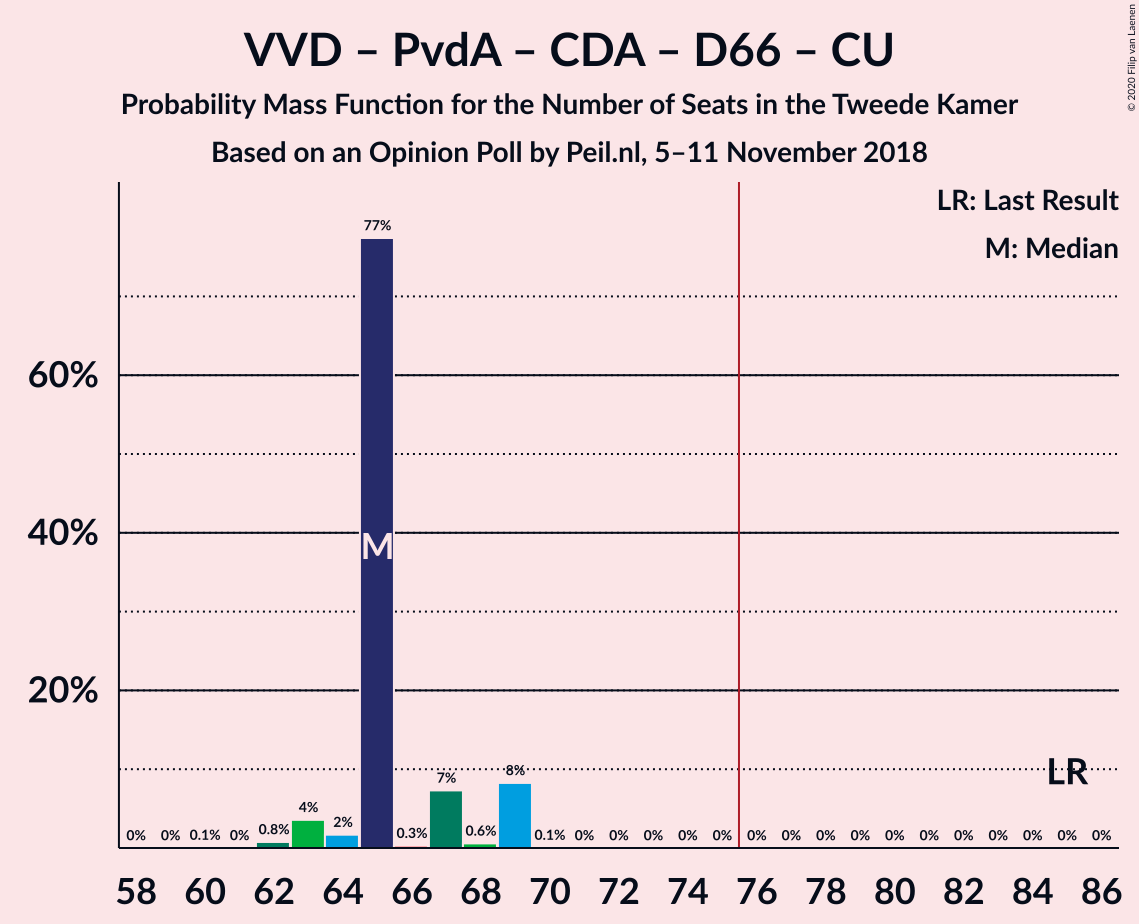 VVD – PvdA – CDA – D66 – CU
Probability Mass Function for the Number of Seats in the Tweede Kamer
Based on an Opinion Poll by Peil.nl, 5–11 November 2018
© 2020 Filip van Laenen
LR: Last Result
M: Median
77%
60%
40%
M
20%
LR
0% 0% 0.1% 0% 0.8% 4% 2% 0.3% 7% 0.6% 8% 0.1% 0% 0% 0% 0% 0% 0% 0% 0% 0% 0% 0% 0% 0% 0% 0% 0%
58 60 62 64 66 68 70 72 74 76 78 80 82 84 86